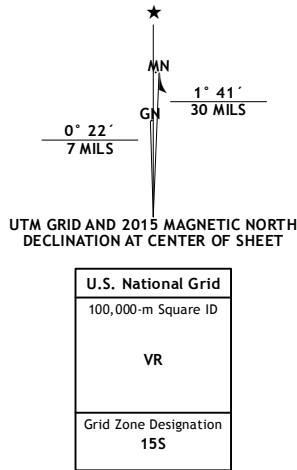 ★
MN
GN
1° 41´
30 MILS
0° 22´
7 MILS
UTM GRID AND 2015 MAGNETIC NORTH
DECLINATION AT CENTER OF SHEET
U.S. National Grid
100,000-m Square ID
VR
Grid Zone Designation
15S